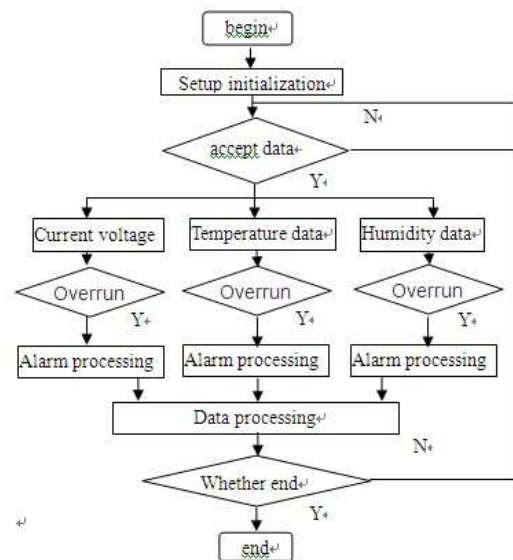 begin
Setup initialization
N
accept data
Y
Current voltage
Temperature data
Humidity data
Overrun
Overrun
Overrun
Y
Y
Y
Alarm processing
Alarm processing
Alarm processing
Data processing
N
Whether end
Y
end